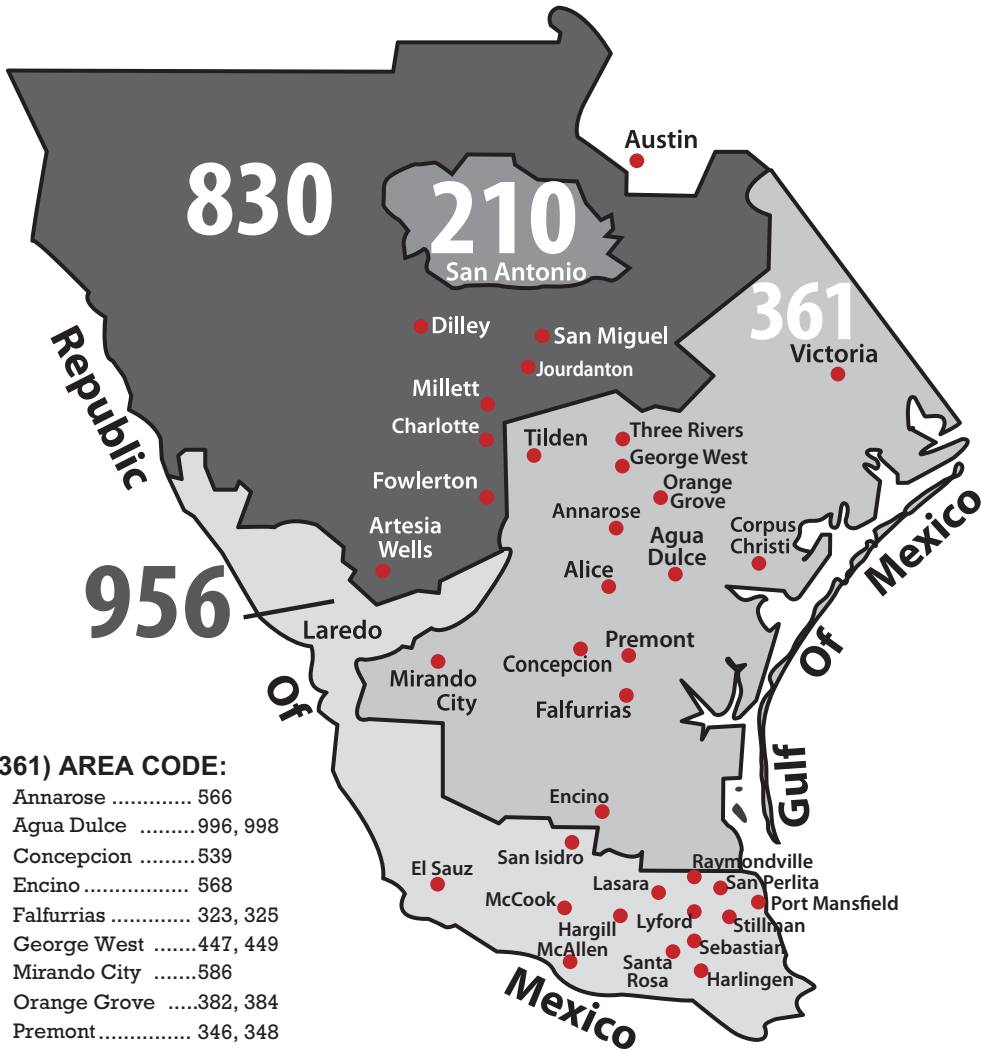 Austin
830
210
San Antonio
361
Victoria
Dilley
San Miguel
Jourdanton
Millett
Charlotte
Fowlerton
Artesia
Wells
Tilden
Three Rivers
George West
Orange
Grove
Annarose
Agua
Dulce
Corpus
Christi
Alice
956
Laredo
Mirando
City
Concepcion
Premont
Falfurrias
Encino
San Isidro
El Sauz
McCook
Hargill
McAllen
Lasara
Raymondville
San Perlita
Port Mansfield
Lyford
Stillman
Sebastian
Santa
Rosa
Harlingen
Republic
Of
Mexico
Gulf
Of
Mexico
361) AREA CODE:
Annarose ............. 566
Agua Dulce ......... 996, 998
Concepcion ......... 539
Encino ................. 568
Falfurrias ............. 323, 325
George West ....... 447, 449
Mirando City ....... 586
Orange Grove ..... 382, 384
Premont ............... 346, 348